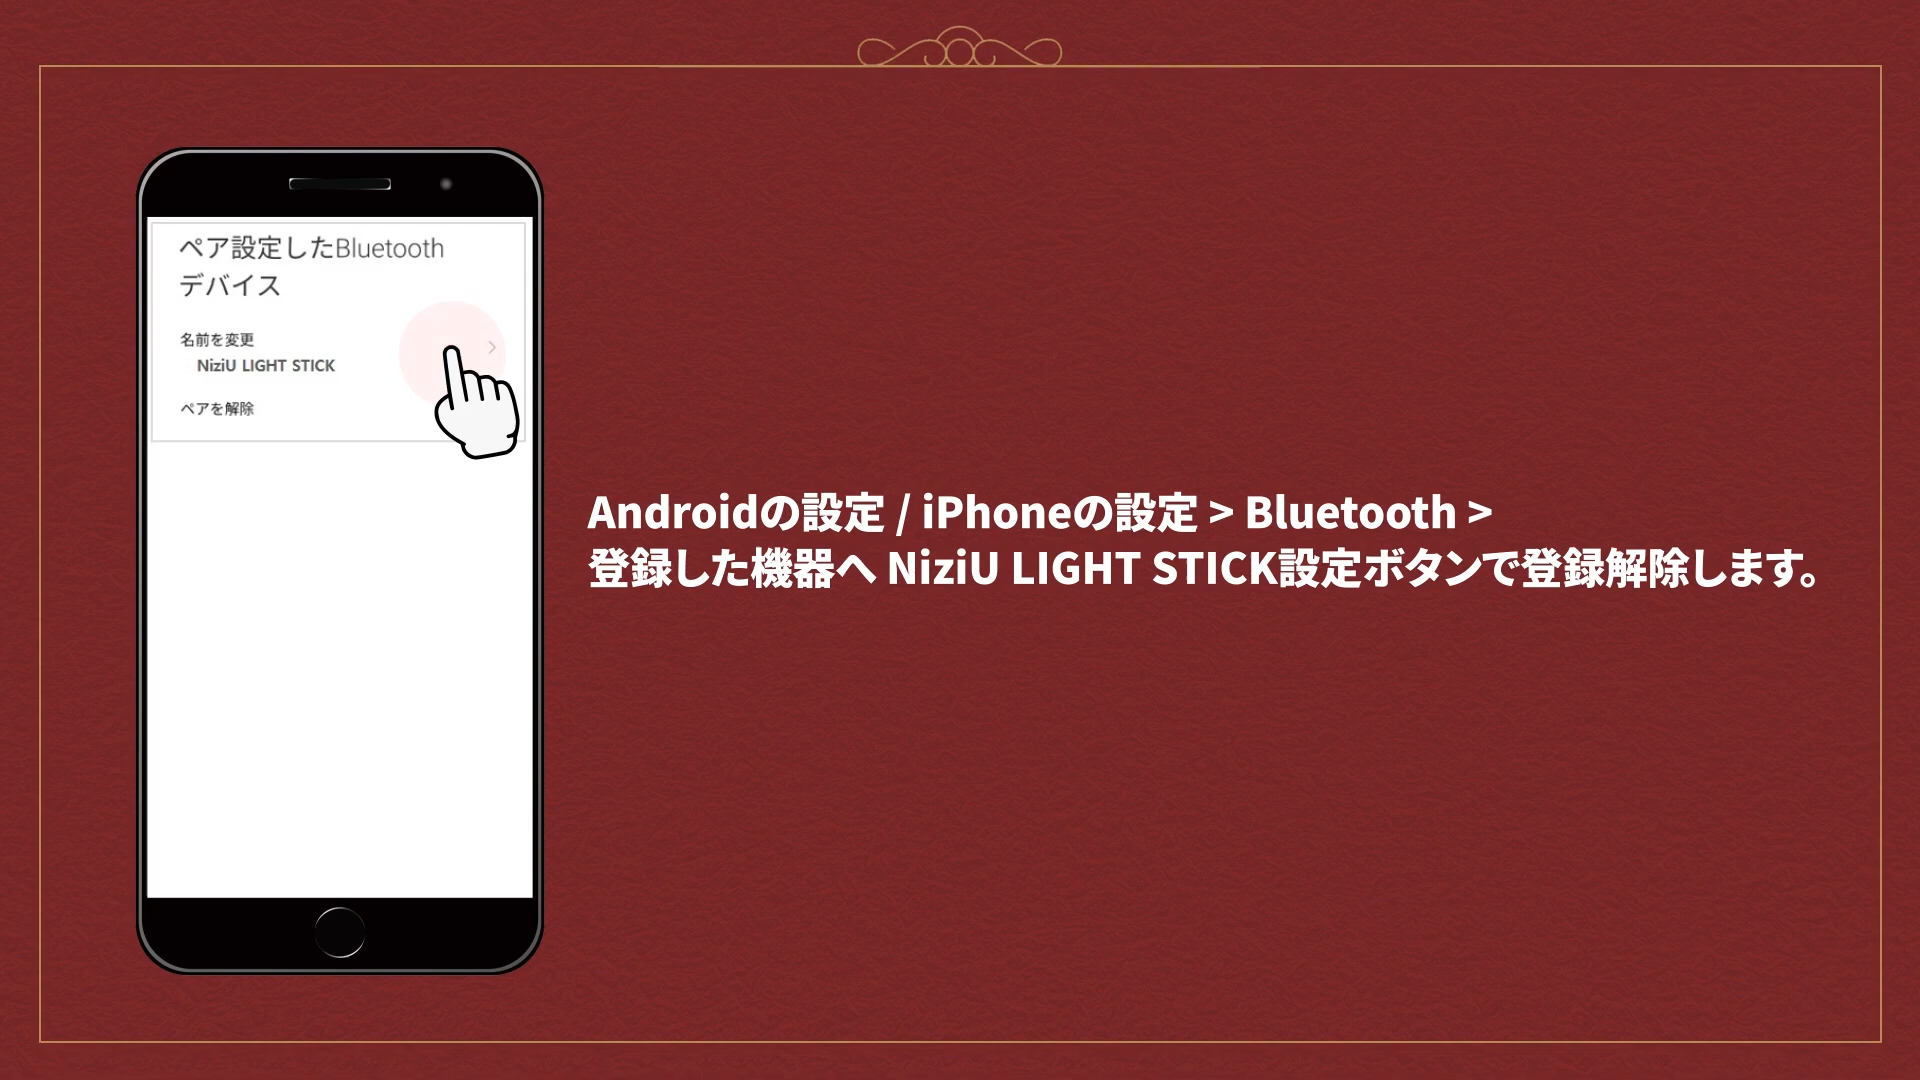 ペア設定したBluetooth
デバイス
名前を変更
NiziU LIGHT STICK
ペアを解除
Androidの設定 / iPhoneの設定 > Bluetooth >
登録した機器へ NiziU LIGHT STICK設定ボタンで登録解除します。